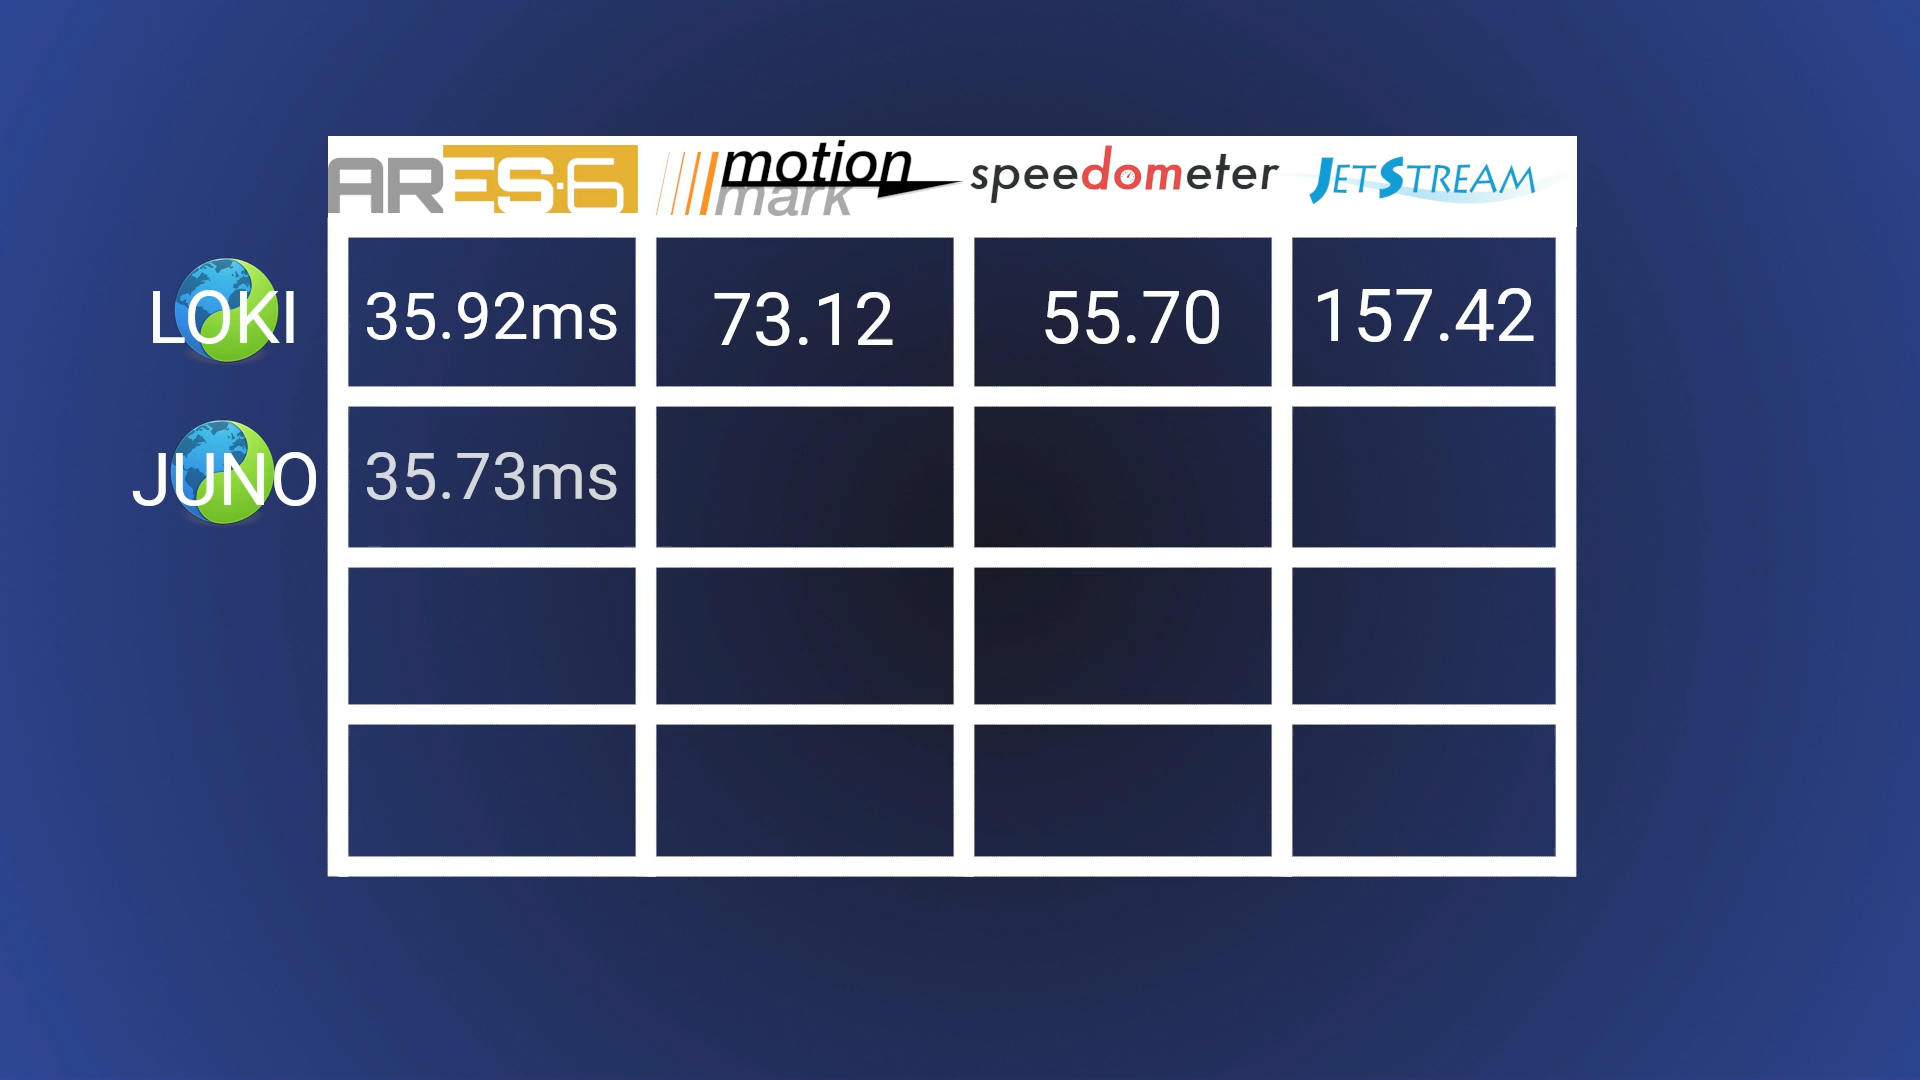 ARES-6 motion mark speedometer JETSTREAM
LOKI 35.92ms 73.12 55.70 157.42
JUNO 35.73ms